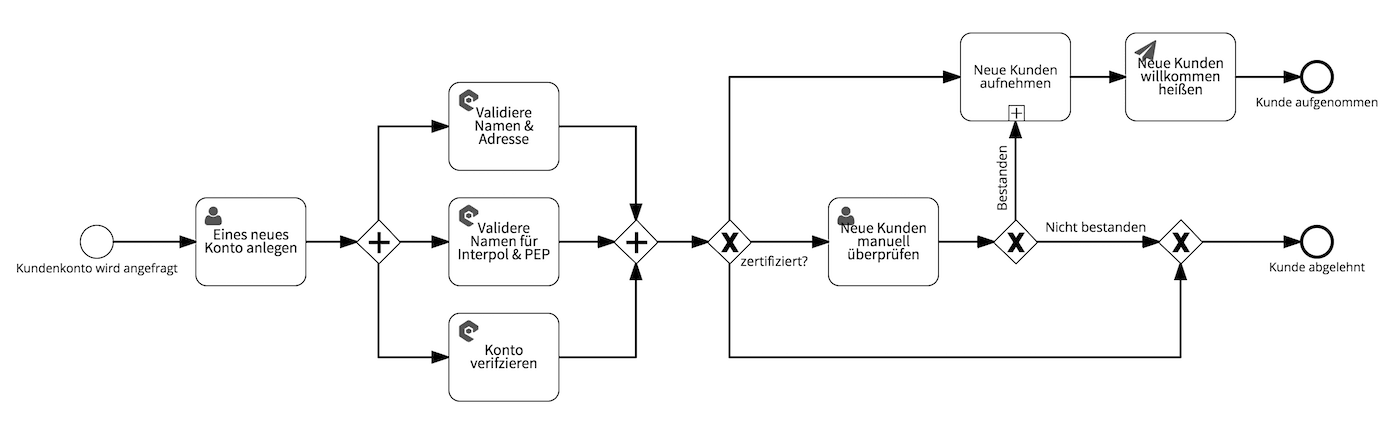 Kundenkonto wird angefragt
Eines neues
Konto anlegen
Validiere
Namen &
Adresse
Validere
Namen für
Interpol & PEP
Konto
verifzieren
zertifiziert?
Neue Kunden
manuell
überprüfen
Bestanden
Nicht bestanden
Neue Kunden
aufnehmen
Neue Kunden
willkommen
heißen
Kunde aufgenommen
Kunde abgelehnt